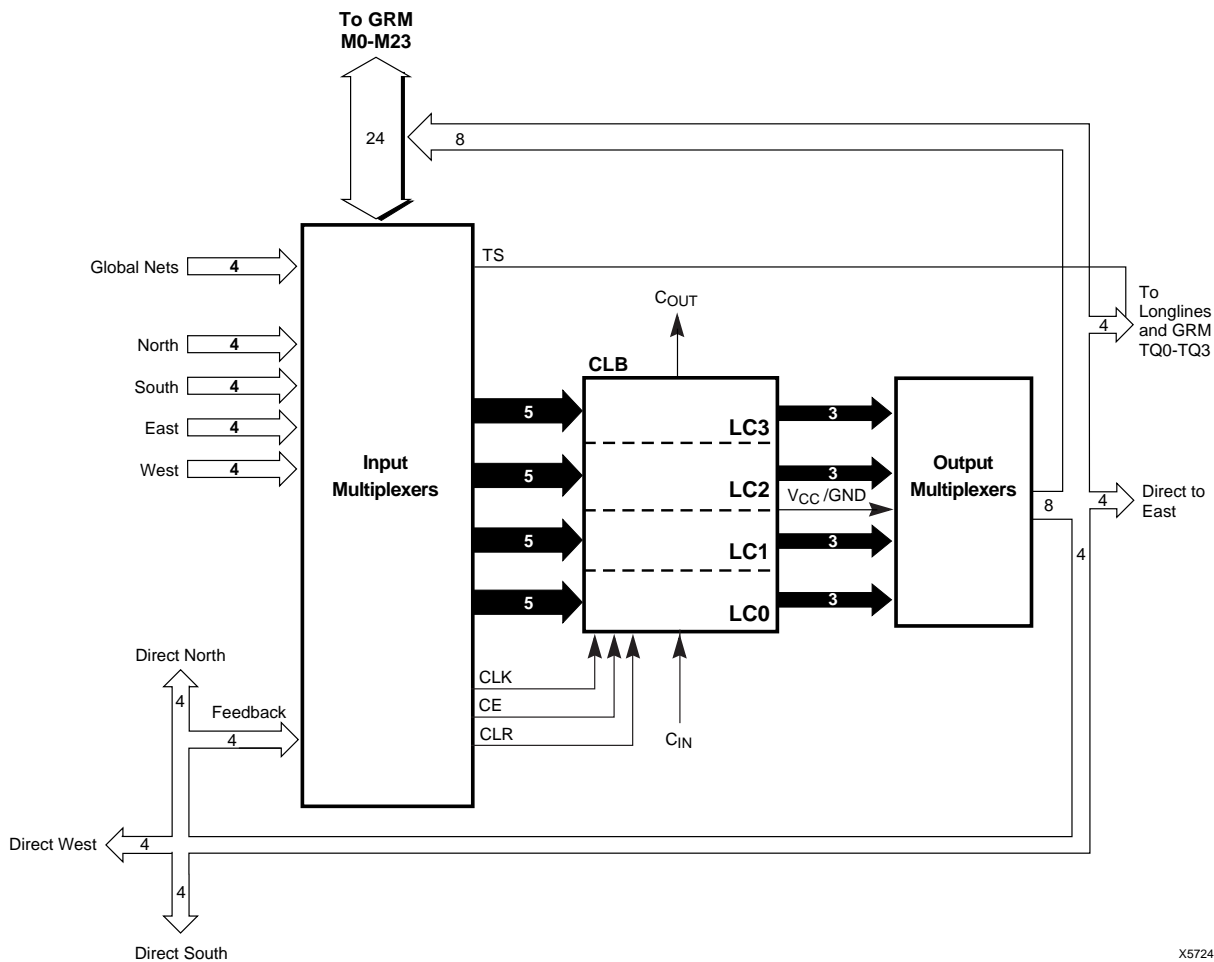 To GRM
M0-M23
24
8
Global Nets
4
TS
North
4
South
4
East
4
West
4
Input
Multiplexers
COUT
CLB
5
LC3
3
5
LC2
3
VCC /GND
5
LC1
3
5
LC0
3
Output
Multiplexers
To
Longlines
and GRM
TQ0-TQ3
4
8
4
Direct to
East
4
CLK
CE
CLR
CIN
Direct North
4
Feedback
4
Direct West
4
4
Direct South
X5724